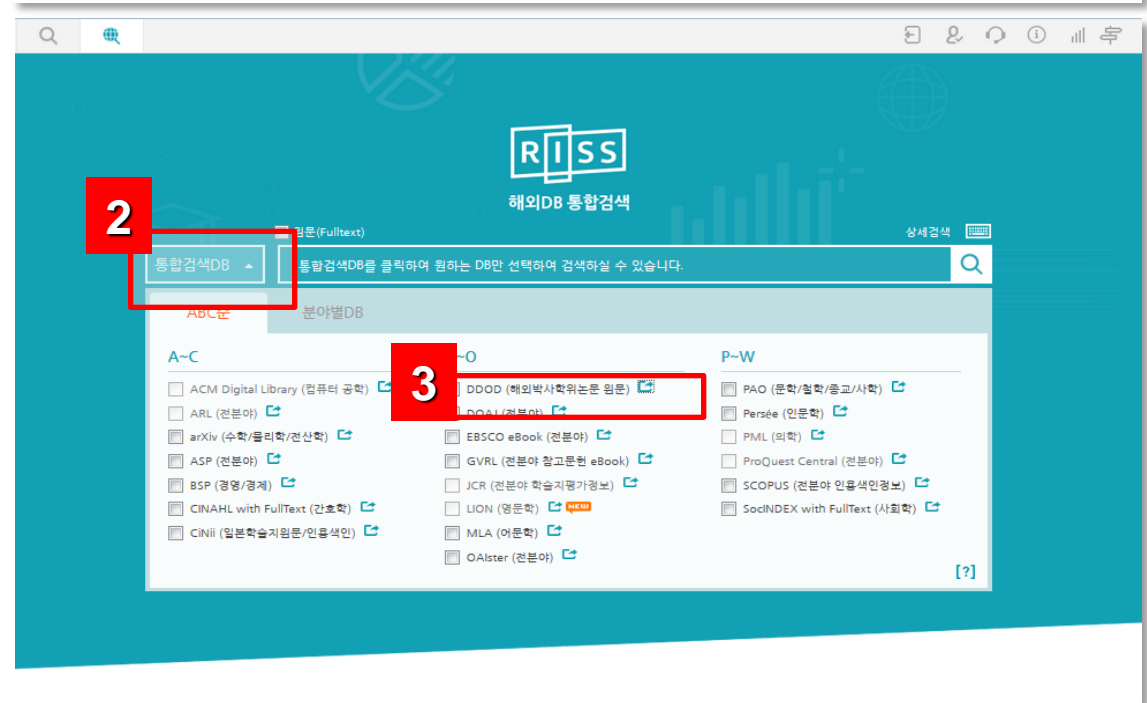 RISS
해외DB 통합검색
2
원문(Fulltext)
상세검색
통합검색DB
통합검색DB를 클릭하여 원하는 DB만 선택하여 검색하실 수 있습니다.
ABC순
분야별DB
A~C
ACM Digital Library (컴퓨터 공학)
ARL (전분야)
arXiv (수학/물리학/전산학)
ASP (전분야)
BSP (경영/경제)
CINAHL with FullText (간호학)
CiNii (일본학술지원문/인용색인)
3
~O
DDOD (해외박사학위논문 원문)
DOAJ (전분야)
EBSCO eBook (전분야)
GVRL (전분야 참고문헌 eBook)
JCR (전분야 학술지평가정보)
LION (영문학) NEW
MLA (어문학)
OAIster (전분야)
P~W
PAO (문학/철학/종교/사학)
Persée (인문학)
PML (의학)
ProQuest Central (전분야)
SCOPUS (전분야 인용색인정보)
SocINDEX with FullText (사회학)
[?]